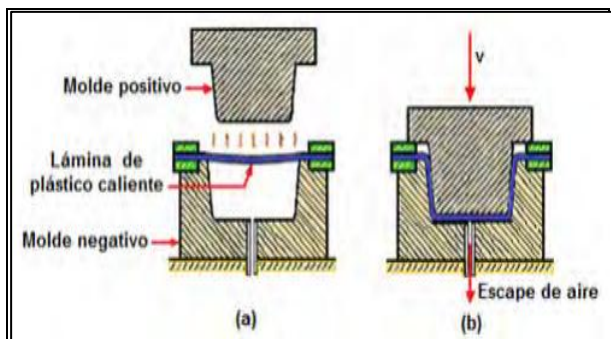 Molde positivo
v
Lámina de
plástico caliente
Molde negativo
Escape de aire
(a)
(b)